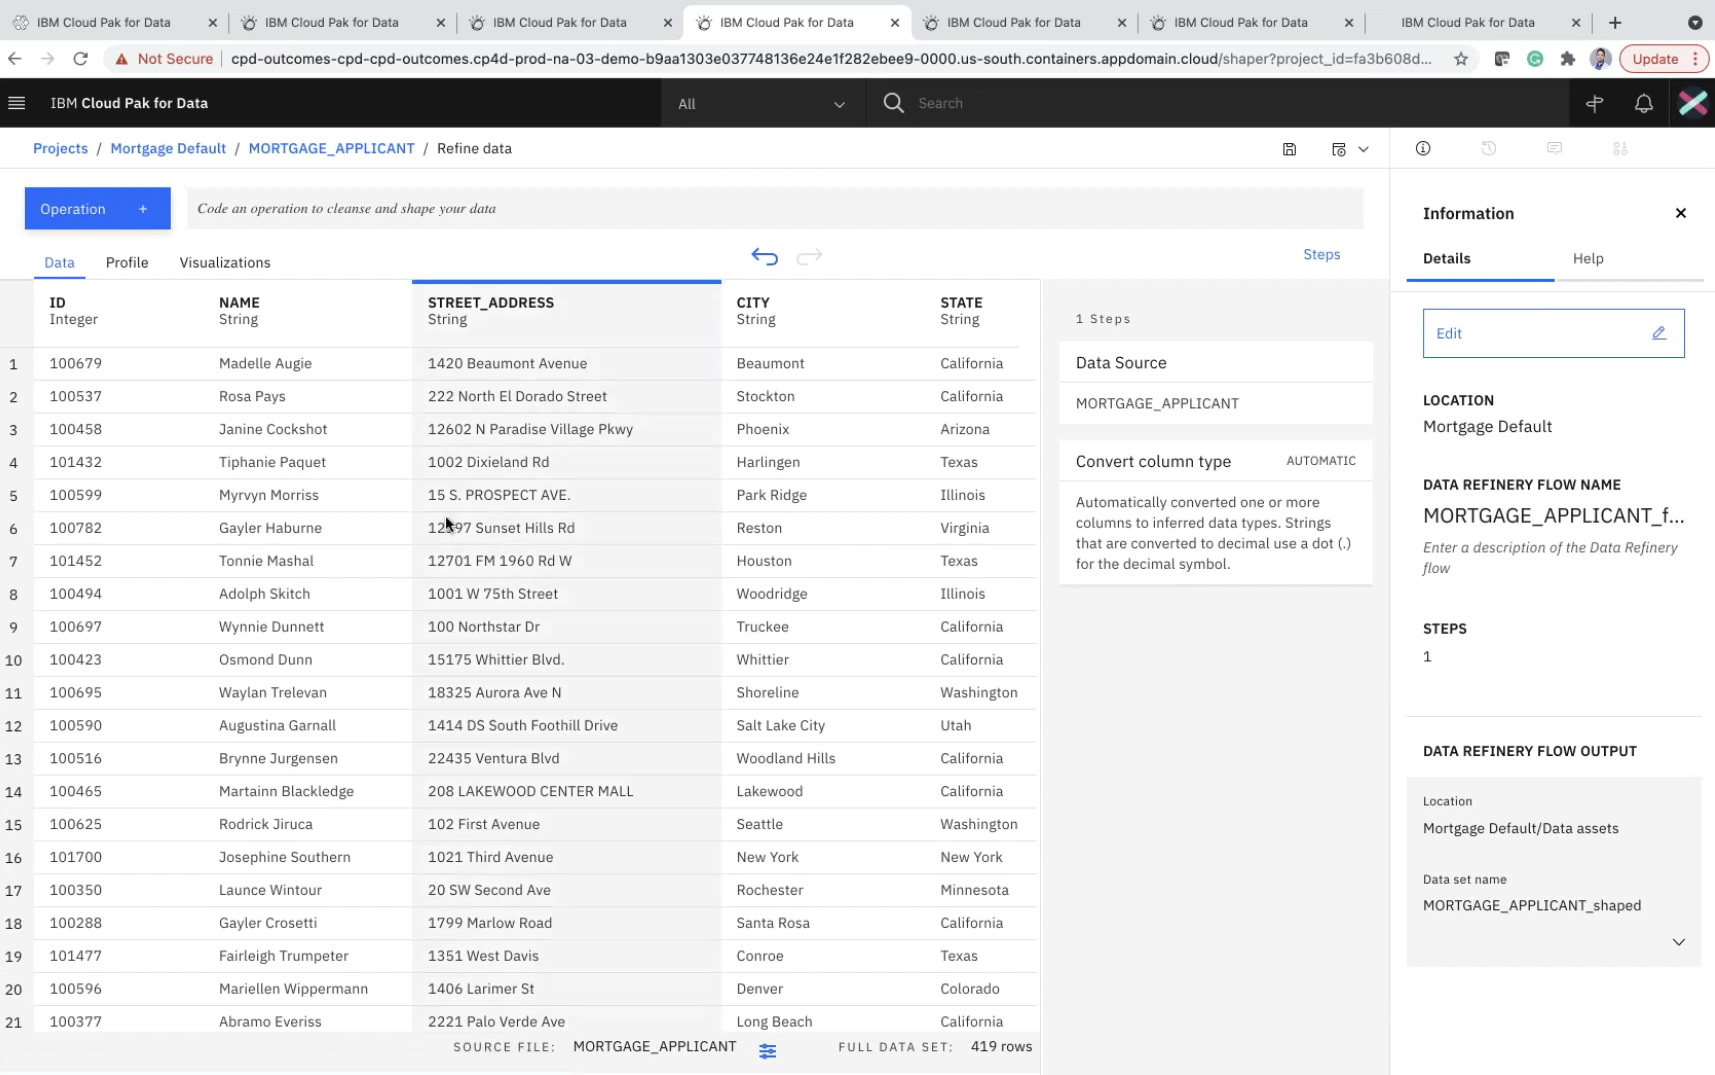 IBM Cloud Pak for Data
IBM Cloud Pak for Data
IBM Cloud Pak for Data
IBM Cloud Pak for Data
IBM Cloud Pak for Data
IBM Cloud Pak for Data
IBM Cloud Pak for Data
Not Secure cpd-outcomes-cpd-cpd-outcomes.cp4d-prod-na-03-demo-b9aa1303e037748136e24e1f282ebee9-0000.us-south.containers.appdomain.cloud/shaper?project_id=fa3b608d... Update
IBM Cloud Pak for Data All Search
Projects / Mortgage Default / MORTGAGE_APPLICANT / Refine data
Operation + Code an operation to cleanse and shape your data
Data Profile Visualizations Steps
ID NAME STREET_ADDRESS CITY STATE
Integer String String String String
1 100679 Madelle Augie 1420 Beaumont Avenue Beaumont California
2 100537 Rosa Pays 222 North El Dorado Street Stockton California
3 100458 Janine Cockshot 12602 N Paradise Village Pkwy Phoenix Arizona
4 101432 Tiphanie Paquet 1002 Dixieland Rd Harlingen Texas
5 100599 Myrvyn Morriss 15 S. PROSPECT AVE. Park Ridge Illinois
6 100782 Gayler Haburne Sunset Hills Rd Reston Virginia
7 101452 Tonnie Mashal 12701 FM 1960 Rd W Houston Texas
8 100494 Adolph Skitch 1001 W 75th Street Woodridge Illinois
9 100697 Wynnie Dunnett 100 Northstar Dr Truckee California
10 100423 Osmond Dunn 15175 Whittier Blvd. Whittier California
11 100695 Waylan Trelevan 18325 Aurora Ave N Shoreline Washington
12 100590 Augustina Garnall 1414 DS South Foothill Drive Salt Lake City Utah
13 100516 Brynne Jurgensen 22435 Ventura Blvd Woodland Hills California
14 100465 Martainn Blackledge 208 LAKEWOOD CENTER MALL Lakewood California
15 100625 Rodrick Jiruca 102 First Avenue Seattle Washington
16 101700 Josephine Southern 1021 Third Avenue New York New York
17 100350 Launce Wintour 20 SW Second Ave Rochester Minnesota
18 100288 Gayler Crosetti 1799 Marlow Road Santa Rosa California
19 101477 Fairleigh Trumpeter 1351 West Davis Conroe Texas
20 100596 Mariellen Wippermann 1406 Larimer St Denver Colorado
21 100377 Abramo Everiss 2221 Palo Verde Ave Long Beach California
SOURCE FILE: MORTGAGE_APPLICANT FULL DATA SET: 419 rows
1 Steps
Data Source
MORTGAGE_APPLICANT
Convert column type AUTOMATIC
Automatically converted one or more
columns to inferred data types. Strings
that are converted to decimal use a dot (.)
for the decimal symbol.
Information
Details Help
Edit
LOCATION
Mortgage Default
DATA REFINERY FLOW NAME
MORTGAGE_APPLICANT_f...
Enter a description of the Data Refinery
flow
STEPS
1
DATA REFINERY FLOW OUTPUT
Location
Mortgage Default/Data assets
Data set name
MORTGAGE_APPLICANT_shaped